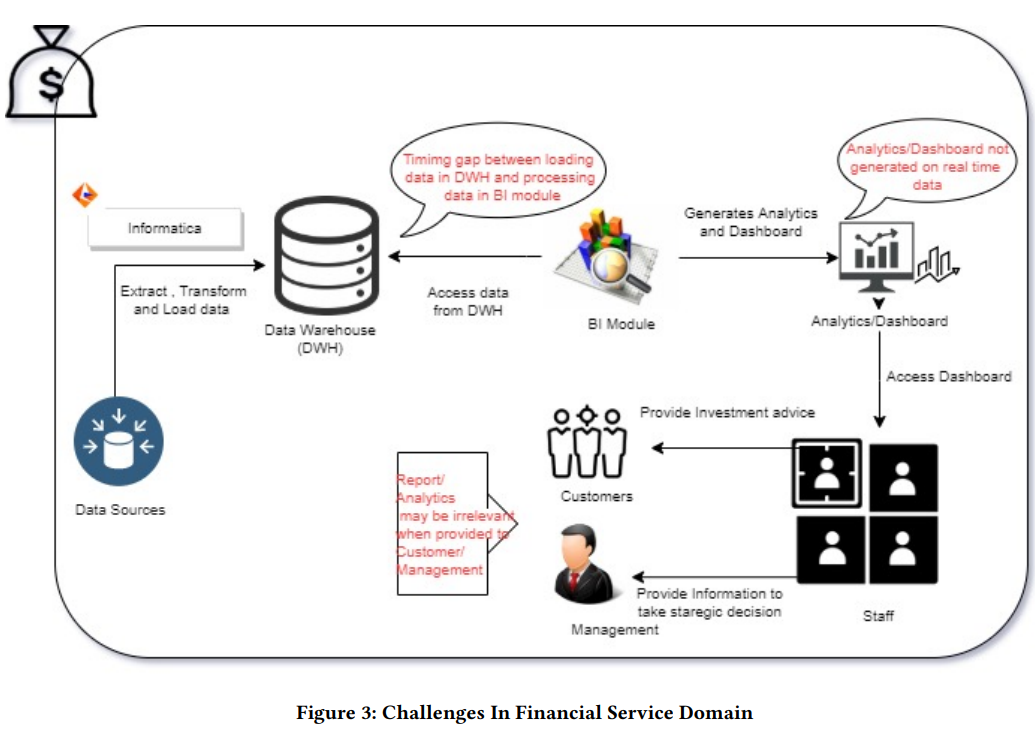 $
Timimg gap between loading
data in DWH and processing
data in BI module
Analytics/Dashboard not
generated on real time
data
Informatica
Generates Analytics
and Dashboard
Extract , Transform
and Load data
Access data
from DWH
Data Warehouse
(DWH)
BI Module
Analytics/Dashboard
Access Dashboard
Provide Investment advice
Customers
Report/
Analytics
may be irrelevant
when provided to
Customer/
Management
Data Sources
Provide Information to
take staregic decision
Management
Staff
Figure 3: Challenges In Financial Service Domain